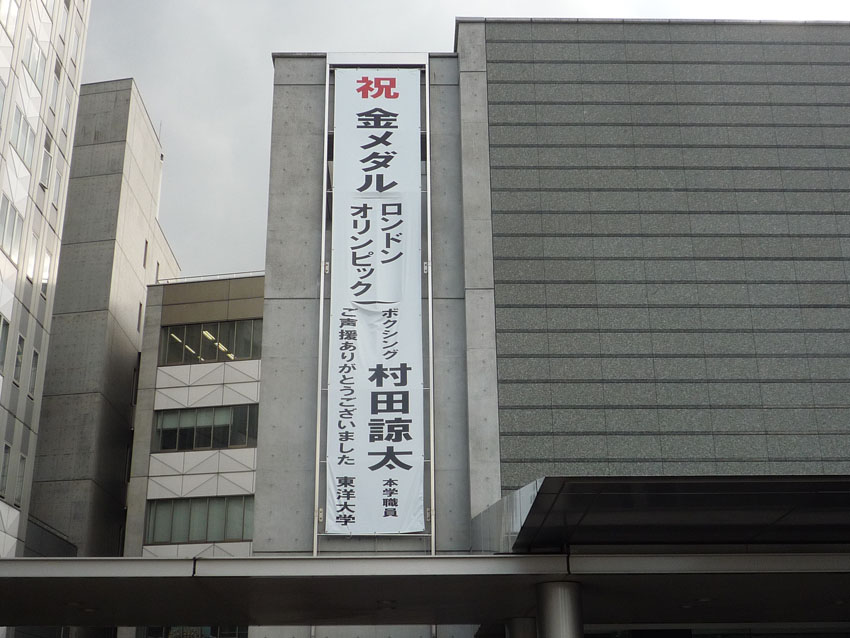 祝
金メダル
ロンドン
オリンピック
ボクシング 村田諒太 本学職員
ご声援ありがとうございました 東洋大学